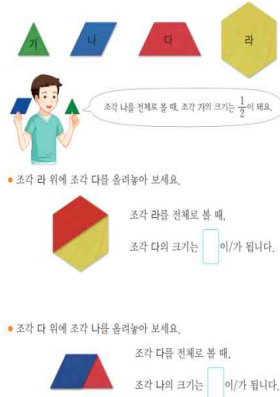 가
나
다
라
조각 나를 전체로 볼 때, 조각 가의 크기는 1/2이 돼요.
• 조각 라 위에 조각 다를 올려놓아 보세요.
조각 라를 전체로 볼 때,
조각 다의 크기는 □이/가 됩니다.
• 조각 다 위에 조각 나를 올려놓아 보세요.
조각 다를 전체로 볼 때,
조각 나의 크기는 □이/가 됩니다.